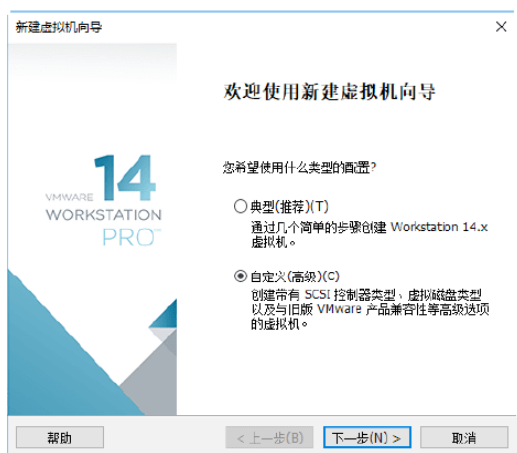 新建虚拟机向导
欢迎使用新建虚拟机向导
您希望使用什么类型的配置?
典型(推荐)(T)
通过几个简单的步骤创建 Workstation 14.x
虚拟机。
自定义(高级)(C)
创建带有 SCSI 控制器类型、虚拟磁盘类型
以及与旧版 VMware 产品兼容性等高级选项
的虚拟机。
14
VMWARE
WORKSTATION
PRO™
帮助
< 上一步(B)
下一步(N) >
取消